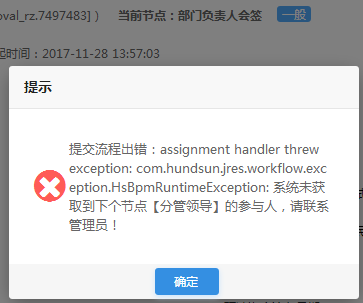 oval_rz.7497483] ） 当前节点：部门负责人会签 一般
起时间：2017-11-28 13:57:03
提示
提交流程出错：assignment handler threw
exception: com.hundsun.jres.workflow.exc
eption.HsBpmRuntimeException: 系统未获
取到下个节点【分管领导】的参与人，请联系
管理员！
确定